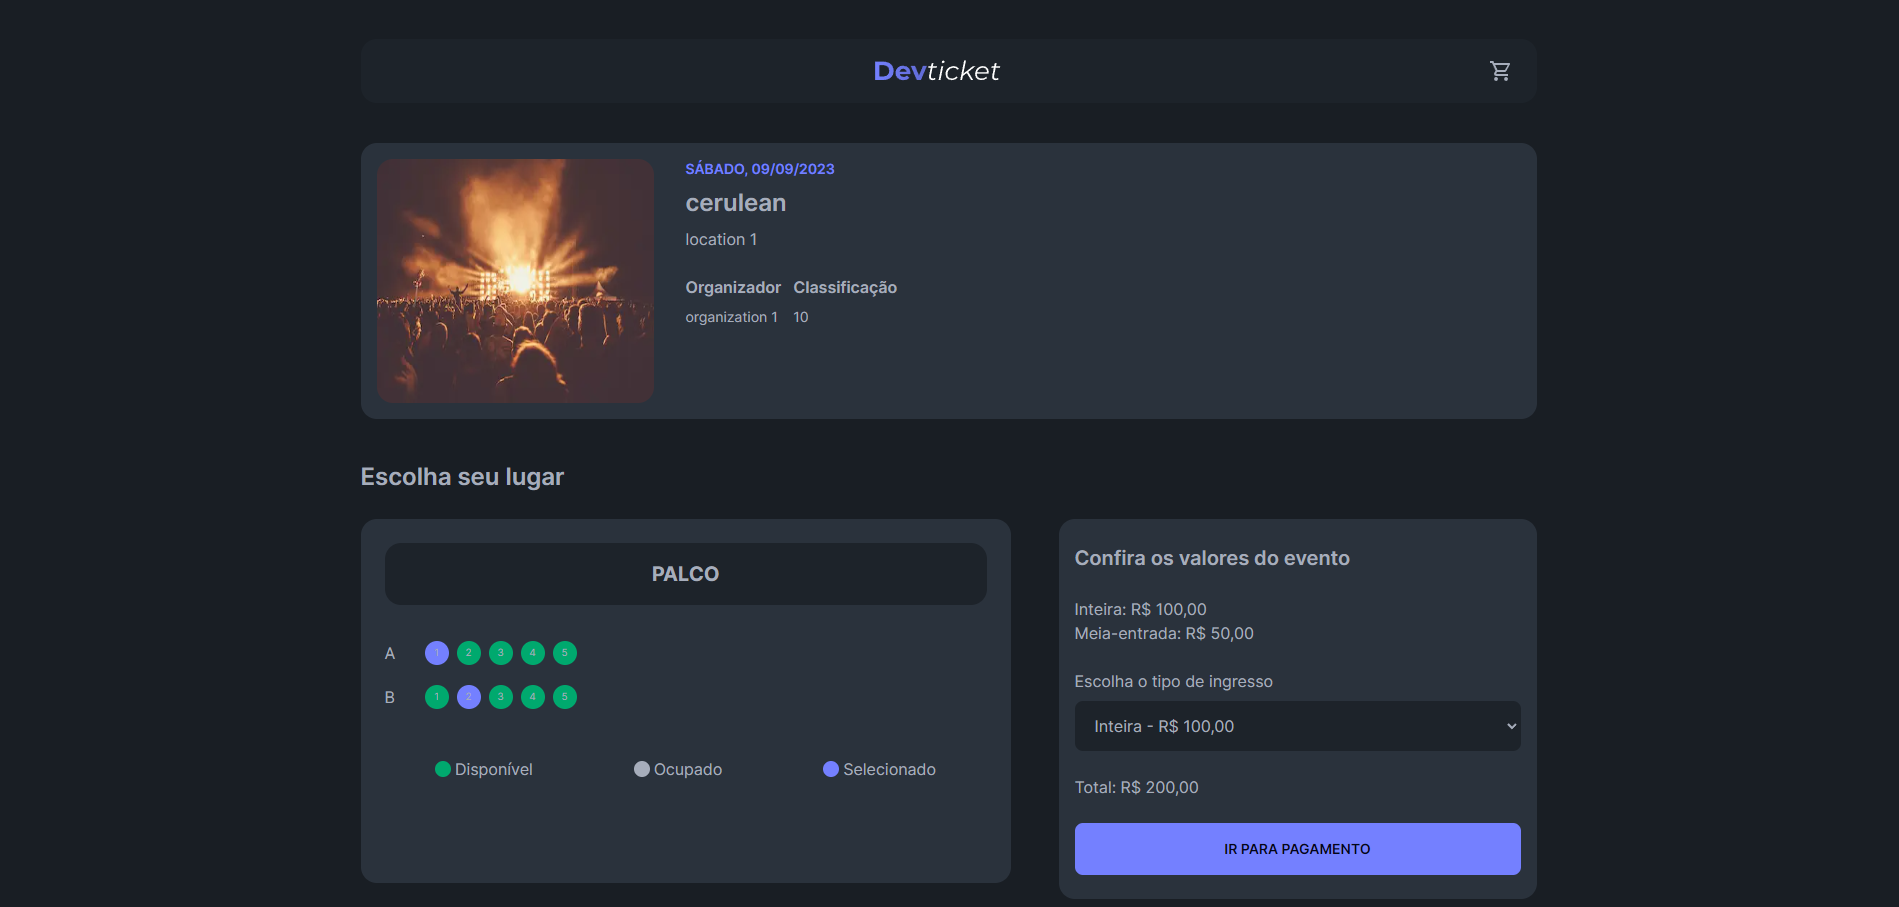 Devticket
SÁBADO, 09/09/2023
cerulean
location 1
Organizador Classificação
organization 1 10
Escolha seu lugar
PALCO
A 1 2 3 4 5
B 1 2 3 4 5
Disponível Ocupado Selecionado
Confira os valores do evento
Inteira: R$ 100,00
Meia-entrada: R$ 50,00
Escolha o tipo de ingresso
Inteira - R$ 100,00
Total: R$ 200,00
IR PARA PAGAMENTO